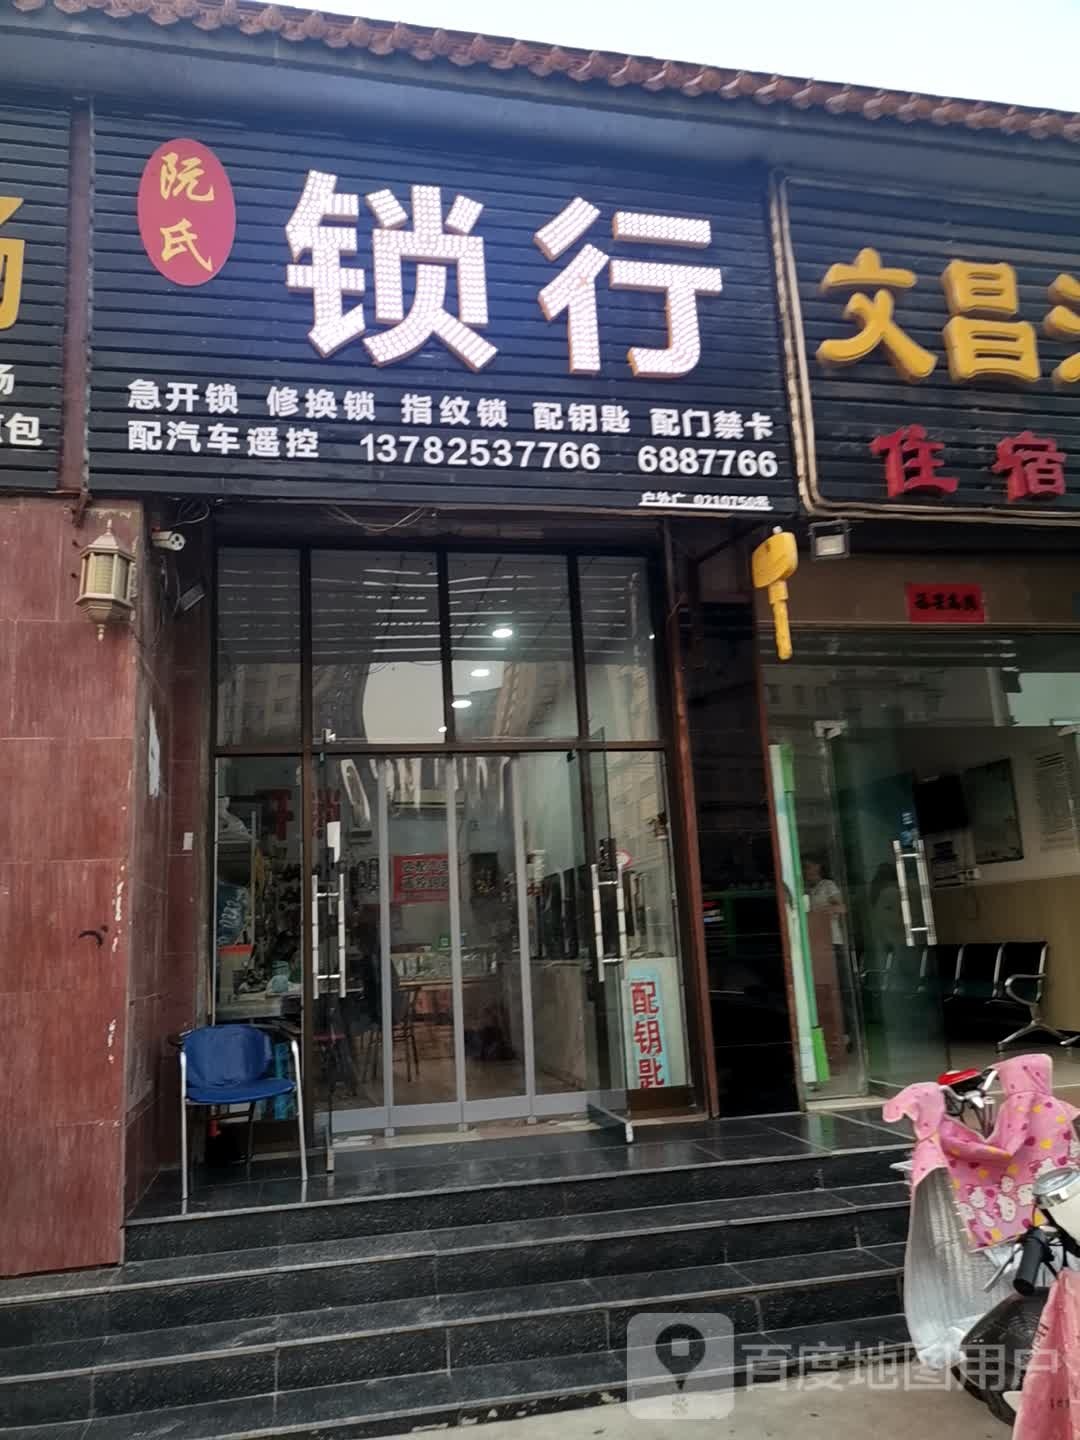 阮氏
锁行
急开锁 修换锁 指纹锁 配钥匙 配门禁卡
配汽车遥控 13782537766 6887766
文昌
住宿
汤
包
配钥匙
百度地图用户